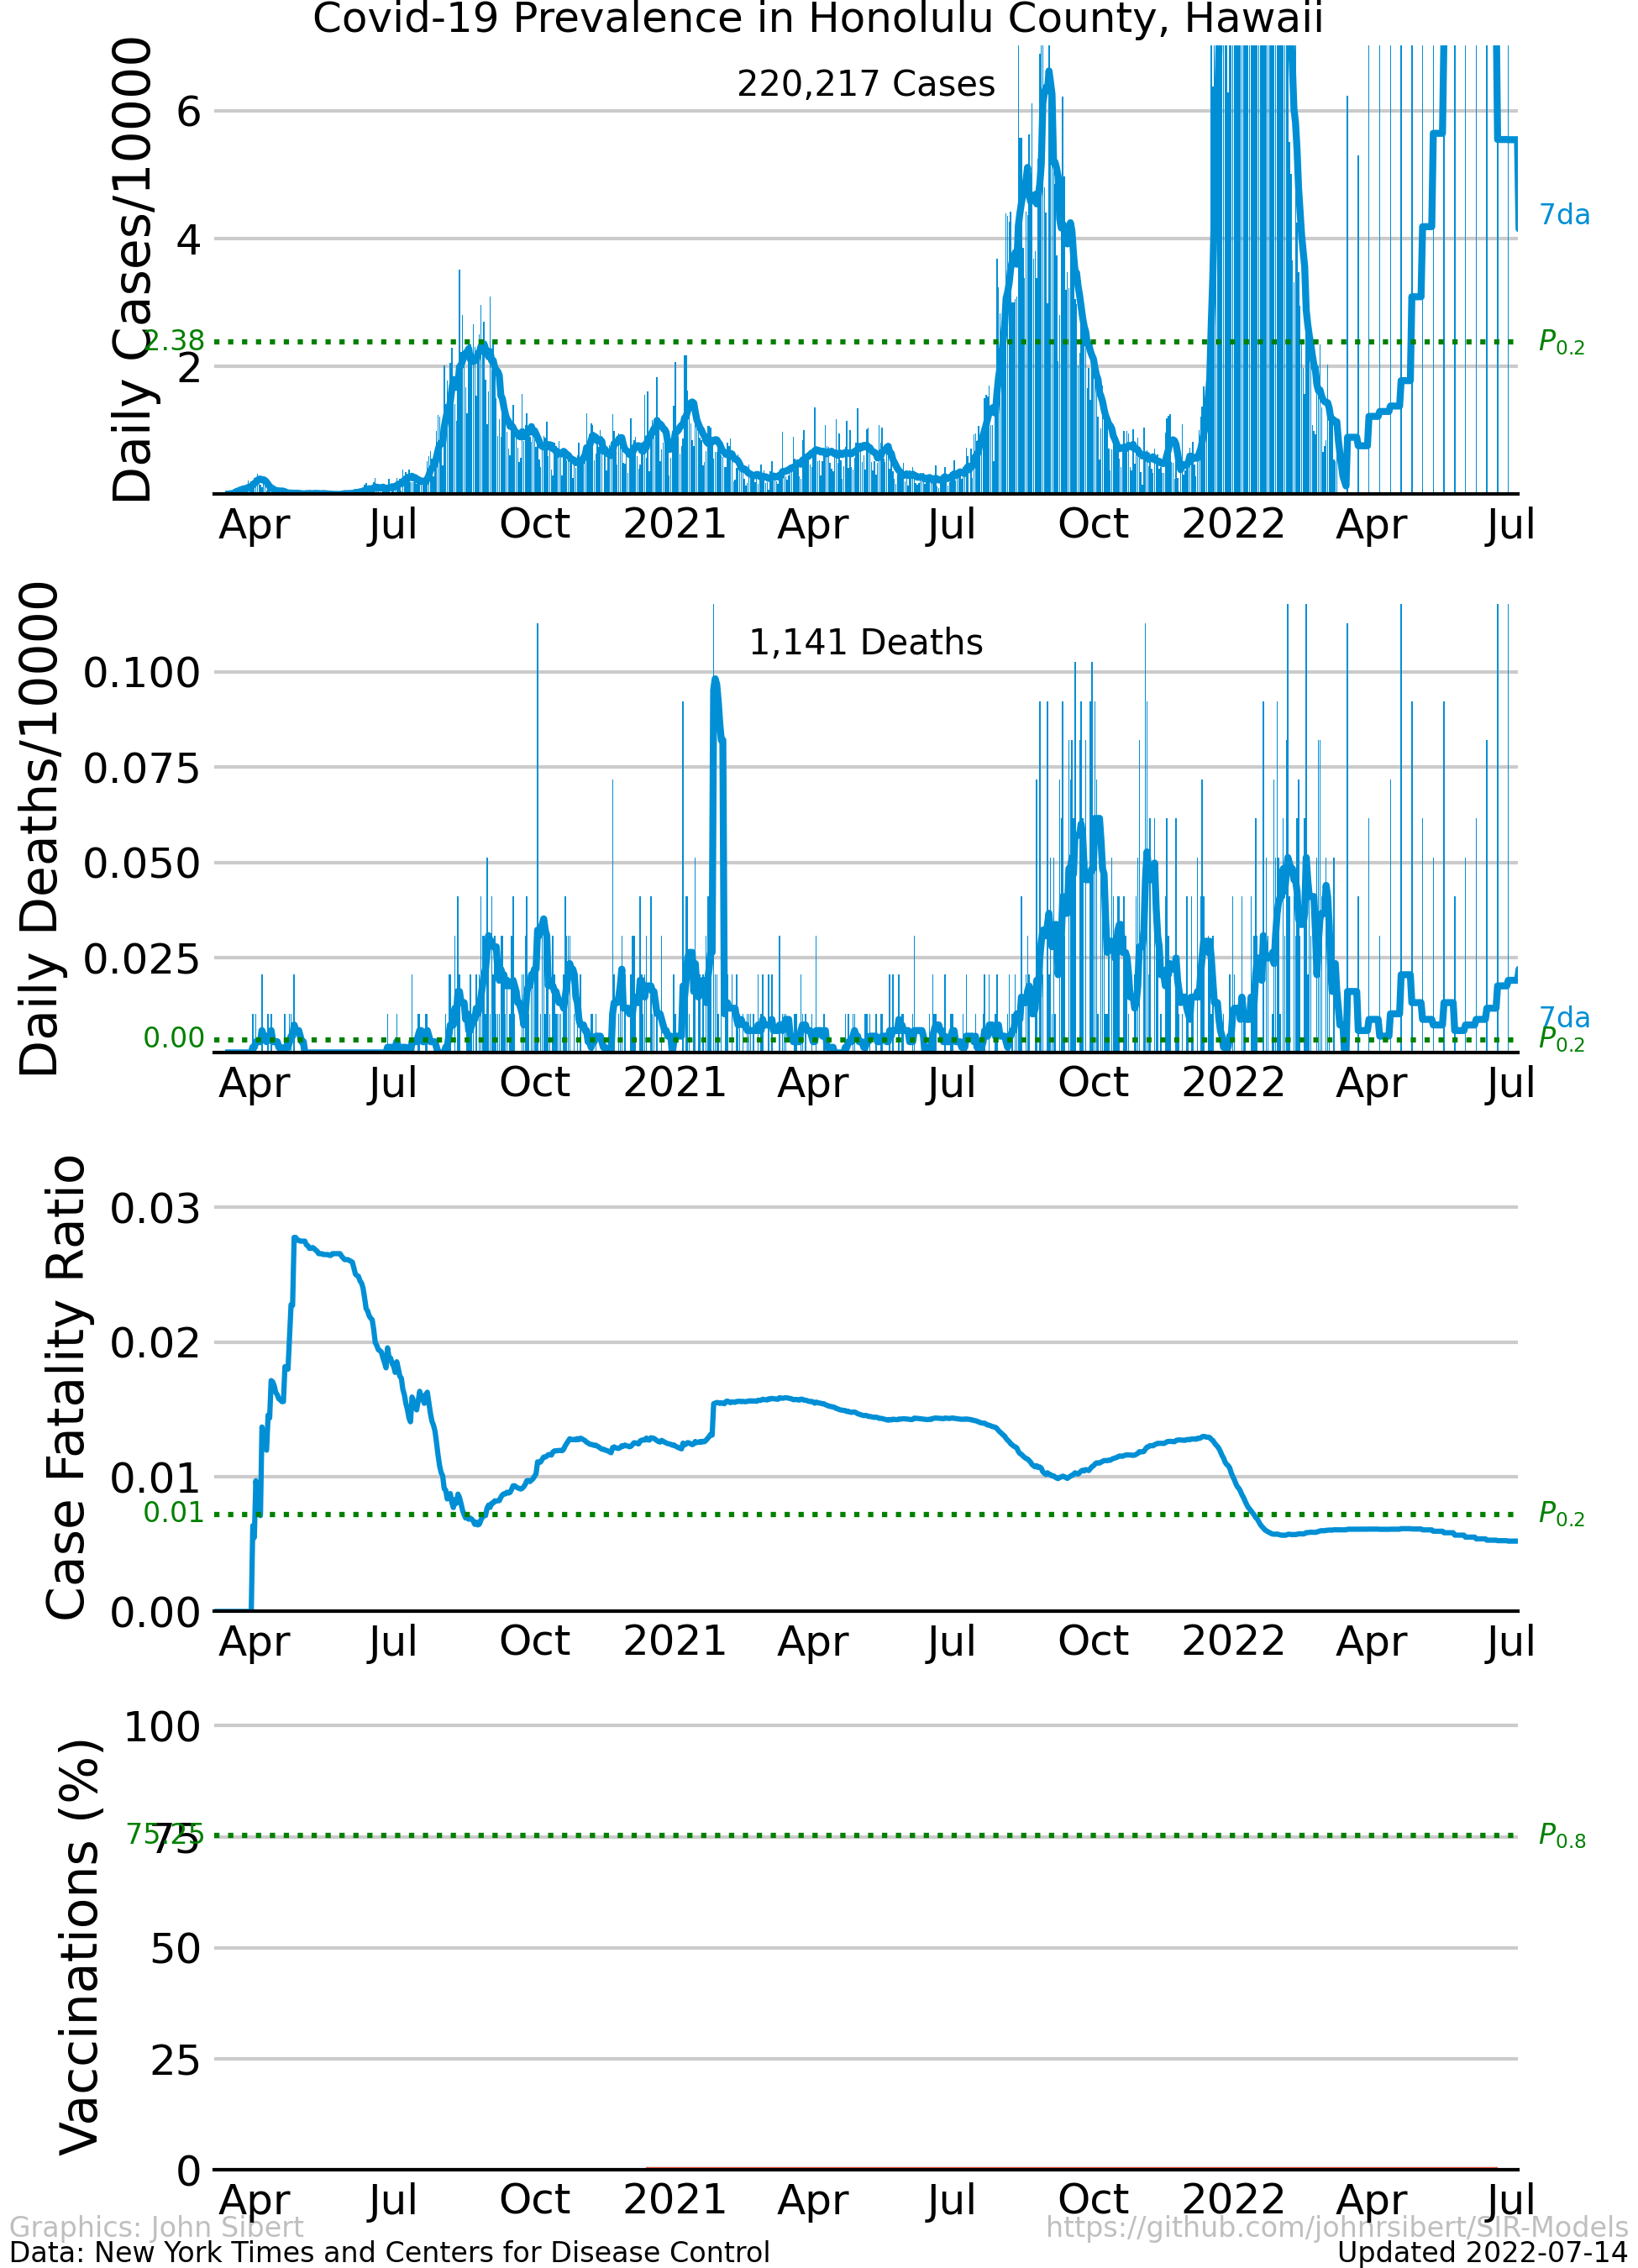 Covid-19 Prevalence in Honolulu County, Hawaii
220,217 Cases
Daily Cases/10000
6
4
2
2.38
7da
P0.2
Apr Jul Oct 2021 Apr Jul Oct 2022 Apr Jul
1,141 Deaths
Daily Deaths/10000
0.100
0.075
0.050
0.025
0.00
7da
P0.2
Apr Jul Oct 2021 Apr Jul Oct 2022 Apr Jul
Case Fatality Ratio
0.03
0.02
0.01
0.01
0.00
P0.2
Apr Jul Oct 2021 Apr Jul Oct 2022 Apr Jul
Vaccinations (%)
100
75
75.25
50
25
0
P0.8
Apr Jul Oct 2021 Apr Jul Oct 2022 Apr Jul
Graphics: John Sibert https://github.com/johnrsibert/SIR-Models
Data: New York Times and Centers for Disease Control Updated 2022-07-14